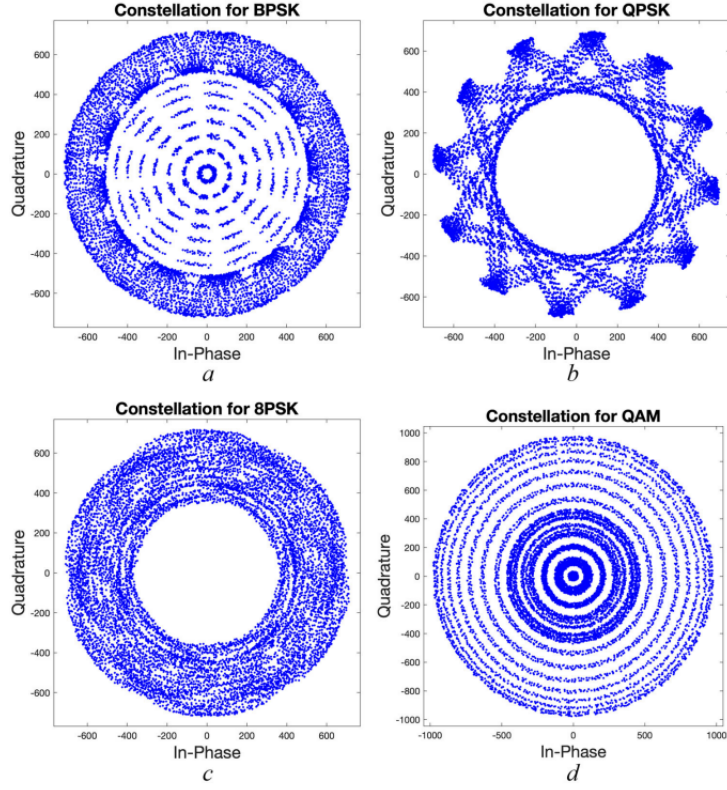 Constellation for BPSK
Quadrature
600
400
200
0
-200
-400
-600
-600 -400 -200 0 200 400 600
In-Phase
a
Constellation for QPSK
Quadrature
600
400
200
0
-200
-400
-600
-600 -400 -200 0 200 400 600
In-Phase
b
Constellation for 8PSK
Quadrature
600
400
200
0
-200
-400
-600
-600 -400 -200 0 200 400 600
In-Phase
c
Constellation for QAM
Quadrature
1000
800
600
400
200
0
-200
-400
-600
-800
-1000
-1000 -500 0 500 1000
In-Phase
d